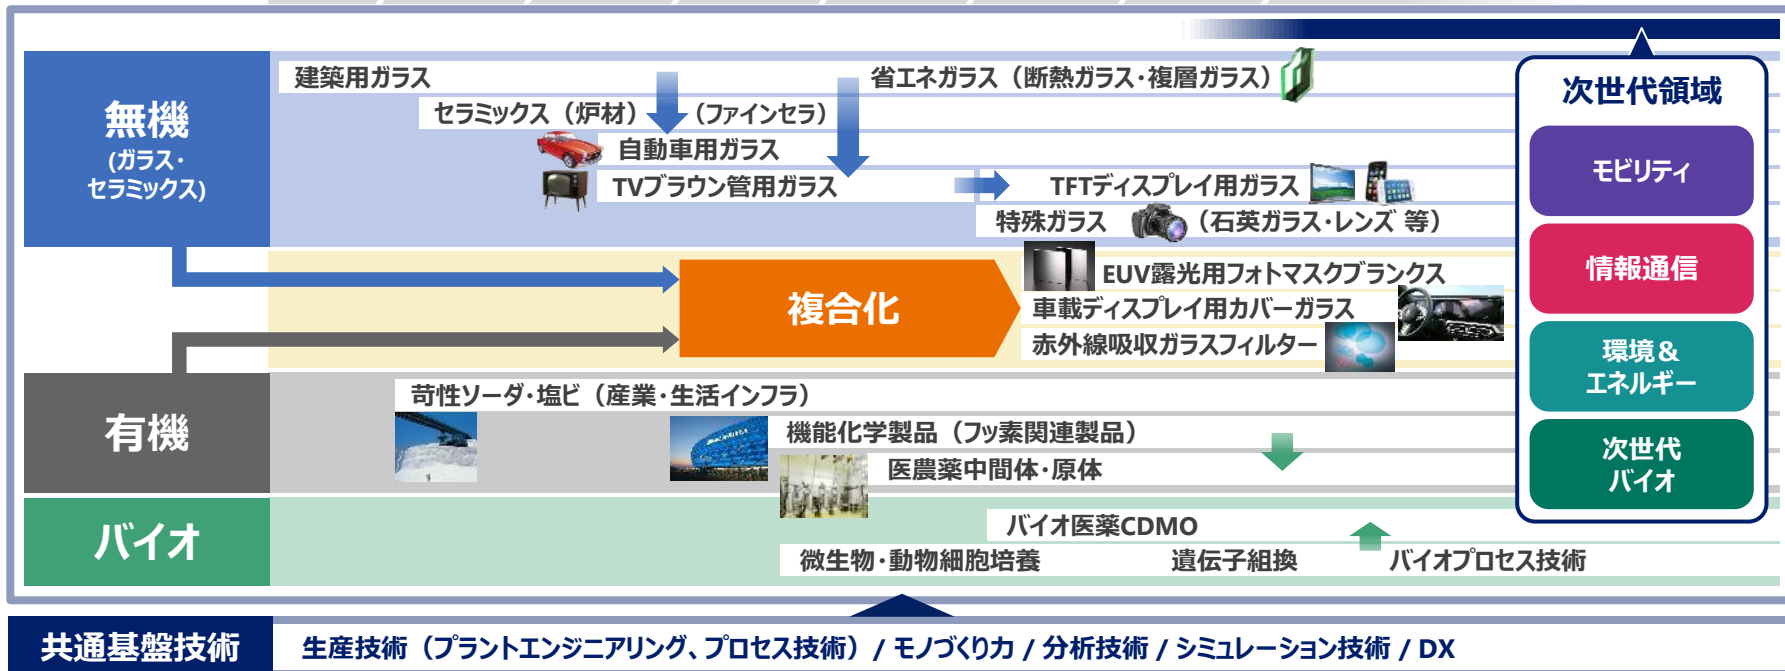 無機
(ガラス・
セラミックス)
建築用ガラス
省エネガラス（断熱ガラス・複層ガラス）
セラミックス（炉材）
（ファインセラ）
自動車用ガラス
TVブラウン管用ガラス
TFTディスプレイ用ガラス
特殊ガラス
（石英ガラス・レンズ 等）
複合化
EUV露光用フォトマスクブランクス
車載ディスプレイ用カバーガラス
赤外線吸収ガラスフィルター
有機
苛性ソーダ・塩ビ（産業・生活インフラ）
機能化学製品（フッ素関連製品）
医農薬中間体・原体
バイオ
バイオ医薬CDMO
微生物・動物細胞培養
遺伝子組換
バイオプロセス技術
次世代領域
モビリティ
情報通信
環境＆
エネルギー
次世代
バイオ
共通基盤技術
生産技術（プラントエンジニアリング、プロセス技術）/ モノづくり力 / 分析技術 / シミュレーション技術 / DX